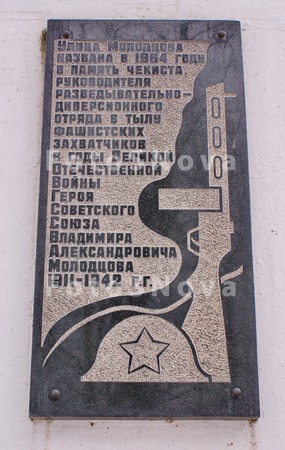 Улица Молодцова
названа в 1964 году
в память чекиста,
руководителя
разведывательно-
диверсионного
отряда в тылу
фашистских
захватчиков
в годы Великой
Отечественной
Войны
Героя
Советского
Союза
Владимира
Александровича
Молодцова
1911-1942 г.г.